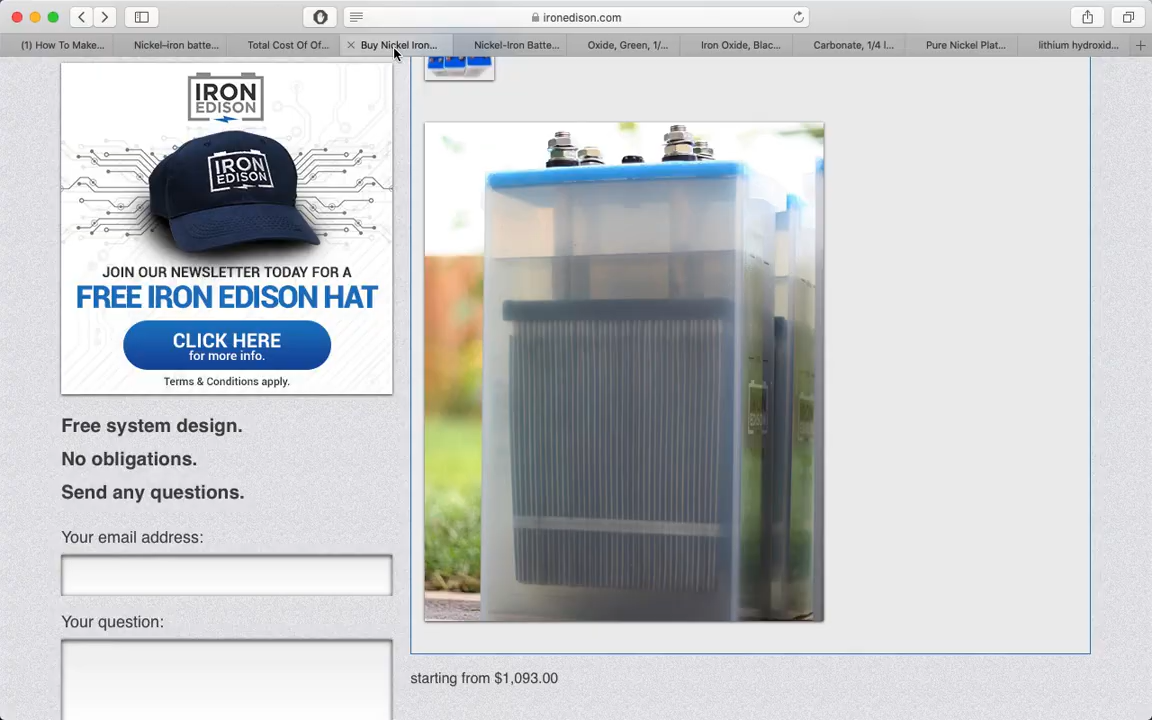 ironedison.com
(1) How To Make...
Nickel–iron batte...
Total Cost Of Of...
Buy Nickel Iron...
Nickel-Iron Batte...
Oxide, Green, 1/...
Iron Oxide, Blac...
Carbonate, 1/4 l...
Pure Nickel Plat...
lithium hydroxid...
IRON
EDISON
IRON
EDISON
JOIN OUR NEWSLETTER TODAY FOR A
FREE IRON EDISON HAT
CLICK HERE
for more info.
Terms & Conditions apply.
Free system design.
No obligations.
Send any questions.
Your email address:
Your question:
starting from $1,093.00